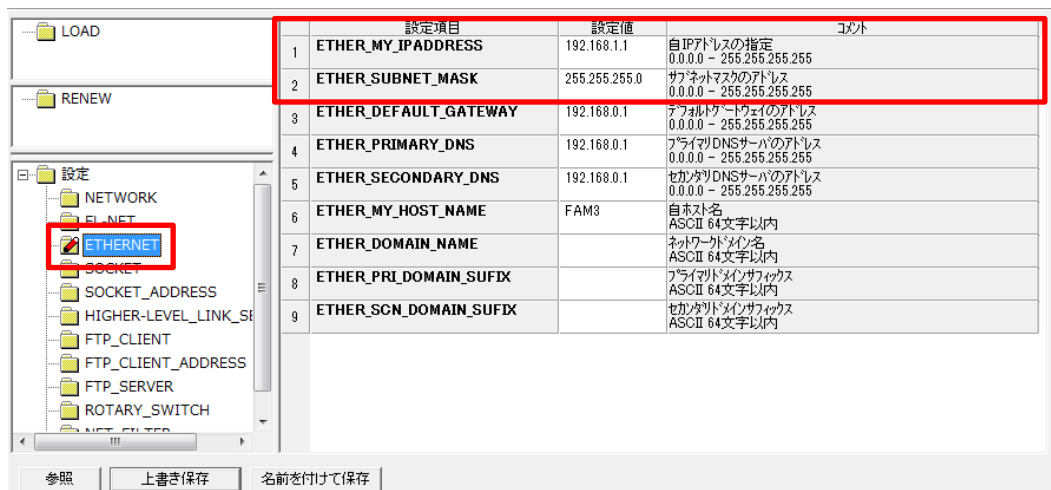 LOAD
RENEW
設定
NETWORK
FL-NET
ETHERNET
SOCKET
SOCKET_ADDRESS
HIGHER-LEVEL_LINK_SE
FTP_CLIENT
FTP_CLIENT_ADDRESS
FTP_SERVER
ROTARY_SWITCH
NET_FILTER
設定項目 設定値 コメント
1 ETHER_MY_IPADDRESS 192.168.1.1 自IPアドレスの指定
0.0.0.0 - 255.255.255.255
2 ETHER_SUBNET_MASK 255.255.255.0 サブネットマスクのアドレス
0.0.0.0 - 255.255.255.255
3 ETHER_DEFAULT_GATEWAY 192.168.0.1 デフォルトゲートウェイのアドレス
0.0.0.0 - 255.255.255.255
4 ETHER_PRIMARY_DNS 192.168.0.1 プライマリDNSサーバのアドレス
0.0.0.0 - 255.255.255.255
5 ETHER_SECONDARY_DNS 192.168.0.1 セカンダリDNSサーバのアドレス
0.0.0.0 - 255.255.255.255
6 ETHER_MY_HOST_NAME FAM3 自ホスト名
ASCII 64文字以内
7 ETHER_DOMAIN_NAME ネットワークドメイン名
ASCII 64文字以内
8 ETHER_PRI_DOMAIN_SUFIX プライマリドメインサフィックス
ASCII 64文字以内
9 ETHER_SCN_DOMAIN_SUFIX セカンダリドメインサフィックス
ASCII 64文字以内
参照 上書き保存 名前を付けて保存